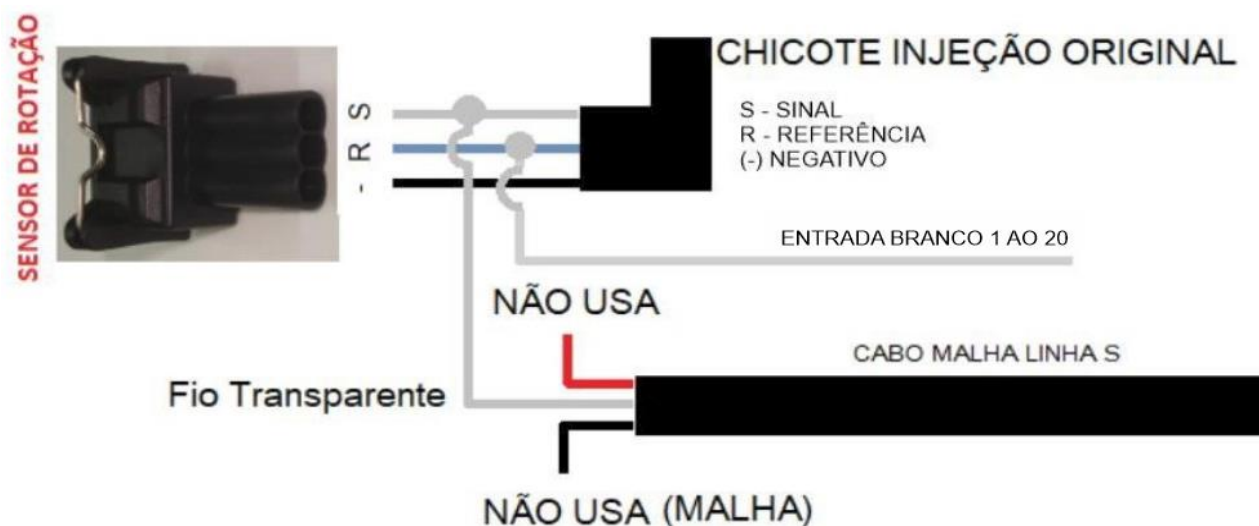 SENSOR DE ROTAÇÃO
S
R
-
CHICOTE INJEÇÃO ORIGINAL
S - SINAL
R - REFERÊNCIA
(-) NEGATIVO
ENTRADA BRANCO 1 AO 20
NÃO USA
CABO MALHA LINHA S
Fio Transparente
NÃO USA (MALHA)